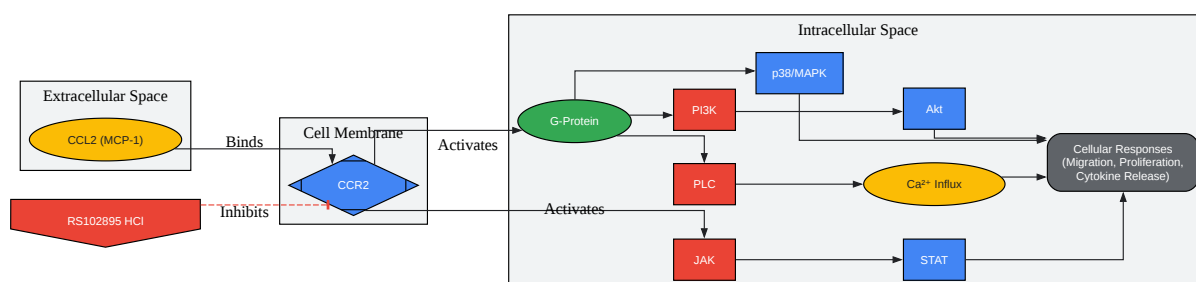 Intracellular Space
p38/MAPK
Extracellular Space
CCL2 (MCP-1)
Binds
Cell Membrane
CCR2
Activates
G-Protein
PI3K
Akt
Cellular Responses
(Migration, Proliferation,
Cytokine Release)
PLC
Ca²⁺ Influx
RS102895 HCl
Inhibits
Activates
JAK
STAT